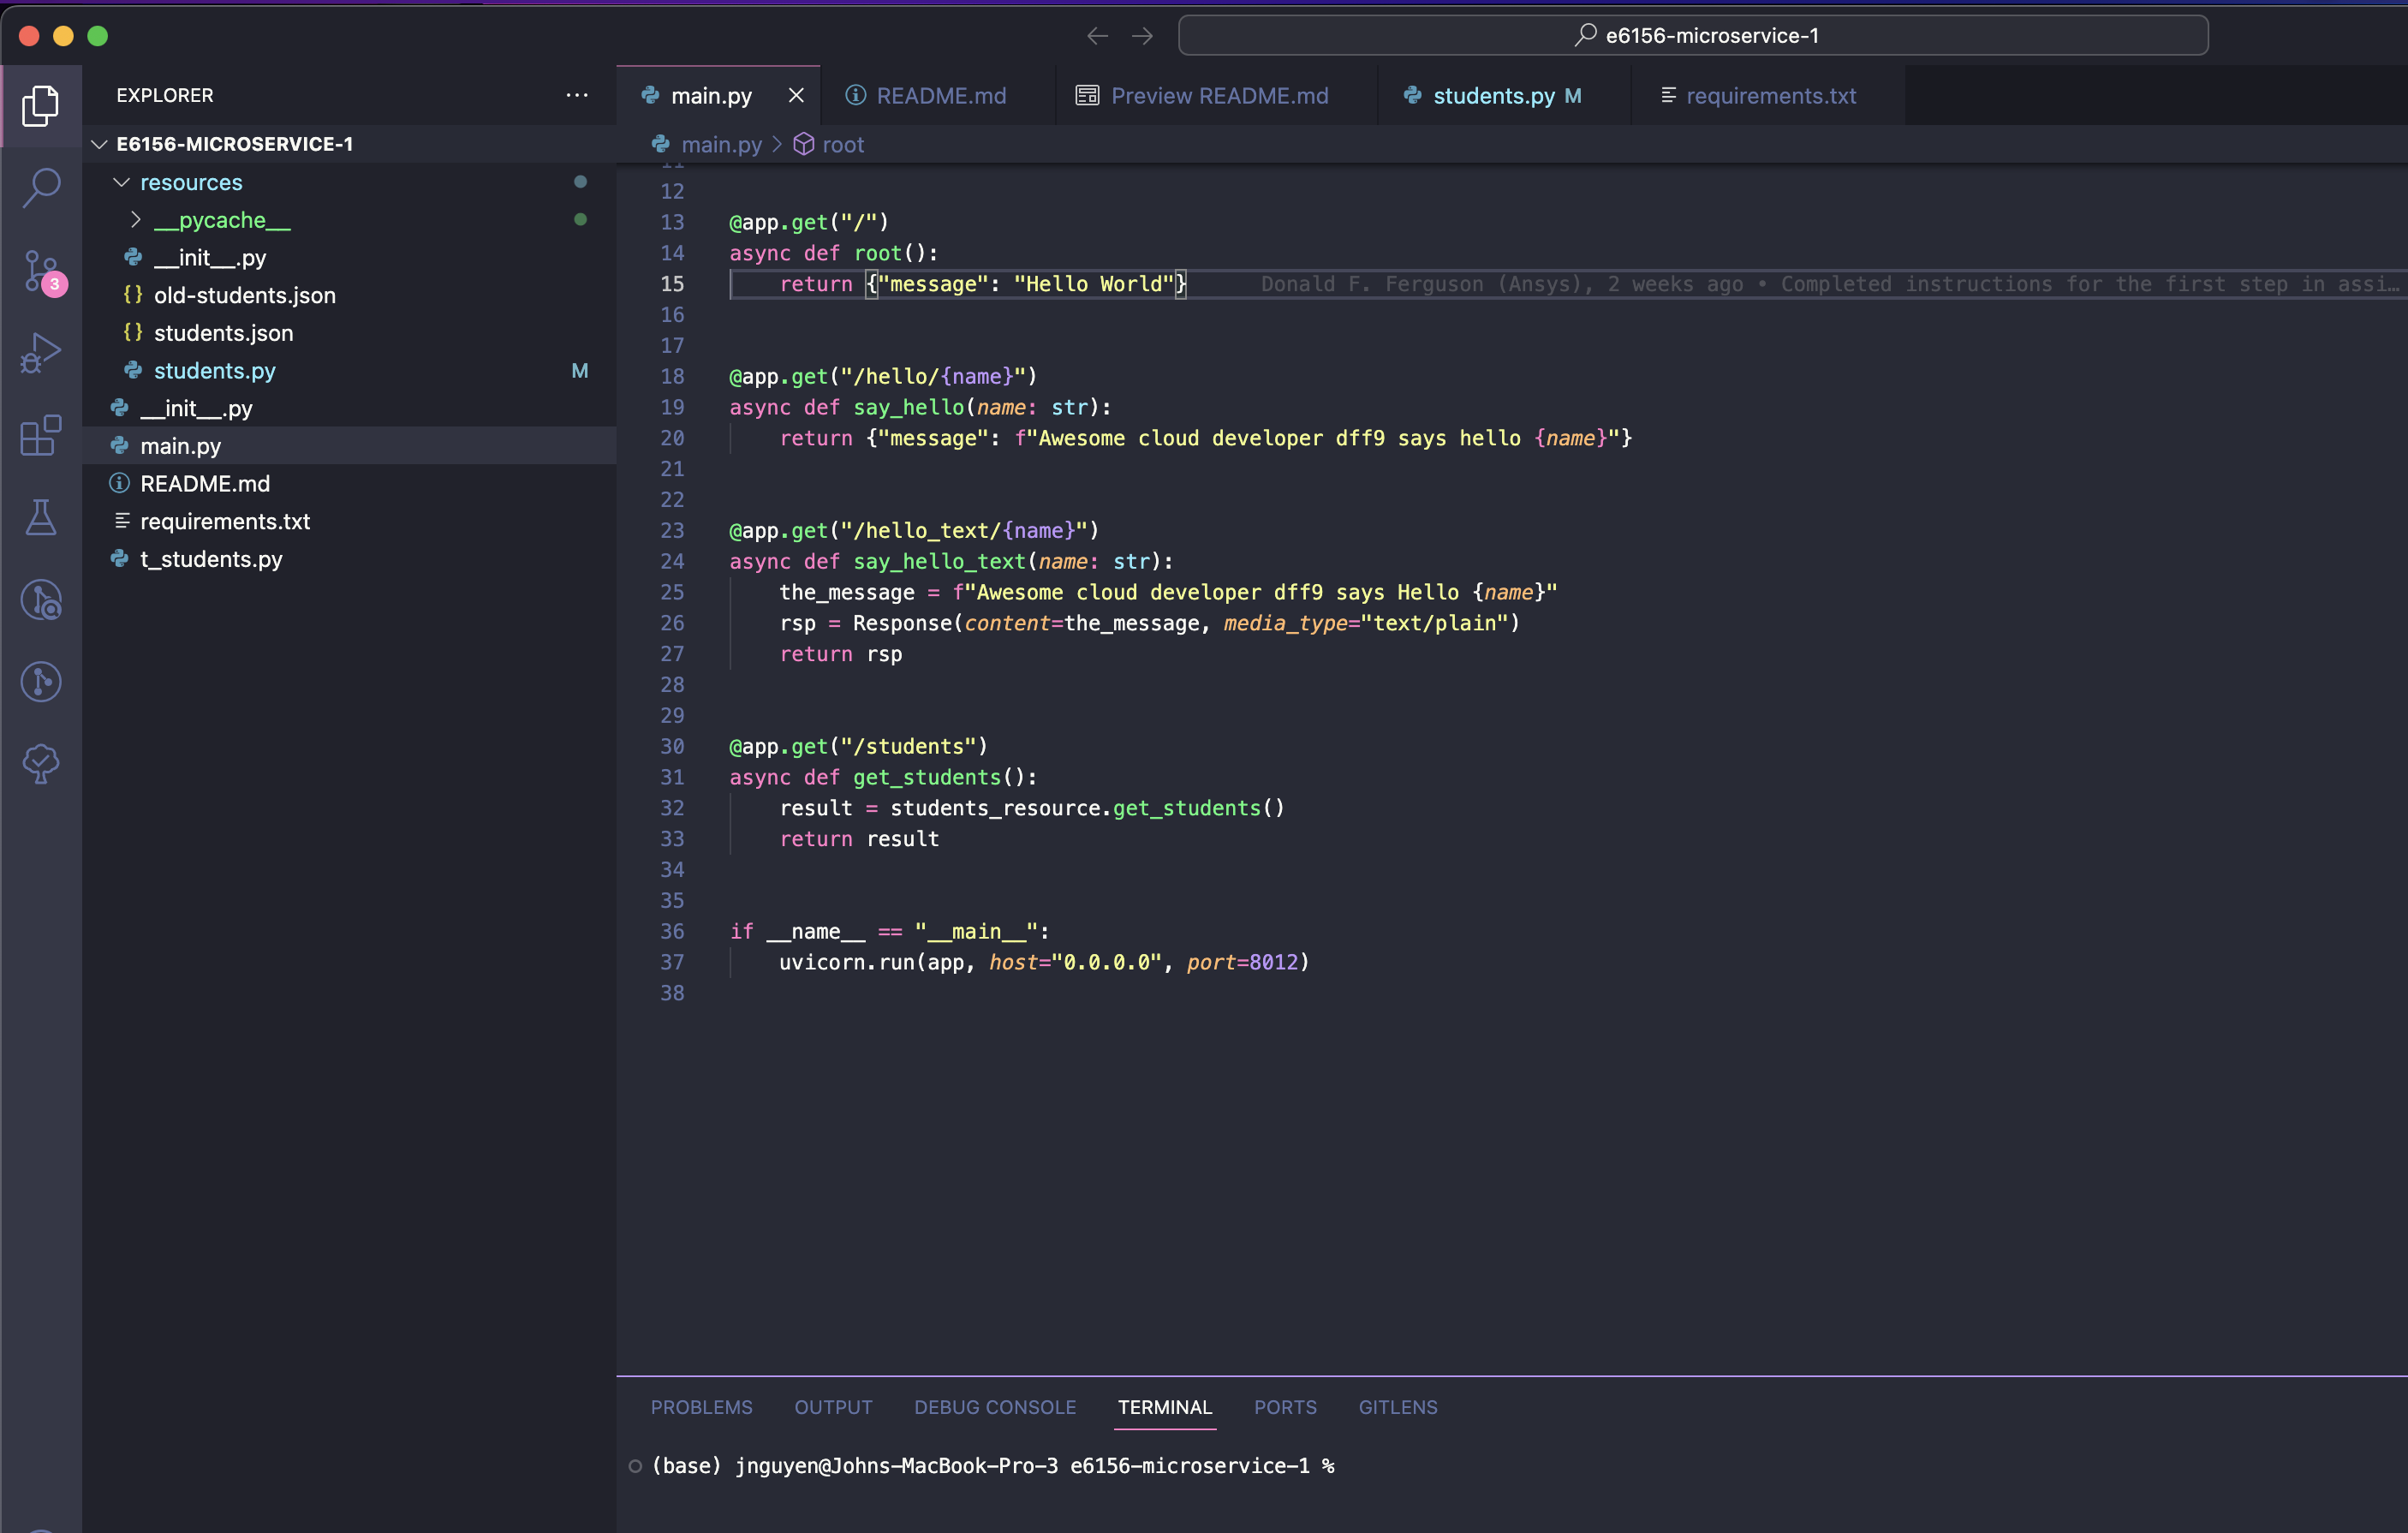 e6156-microservice-1
EXPLORER
E6156-MICROSERVICE-1
resources
__pycache__
__init__.py
old-students.json
students.json
students.py M
__init__.py
main.py
README.md
requirements.txt
t_students.py
3
main.py
README.md
Preview README.md
students.py M
requirements.txt
main.py > root
11
12
13 @app.get("/")
14 async def root():
15     return {"message": "Hello World"} Donald F. Ferguson (Ansys), 2 weeks ago • Completed instructions for the first step in assi…
16
17
18 @app.get("/hello/{name}")
19 async def say_hello(name: str):
20     return {"message": f"Awesome cloud developer dff9 says hello {name}"}
21
22
23 @app.get("/hello_text/{name}")
24 async def say_hello_text(name: str):
25     the_message = f"Awesome cloud developer dff9 says Hello {name}"
26     rsp = Response(content=the_message, media_type="text/plain")
27     return rsp
28
29
30 @app.get("/students")
31 async def get_students():
32     result = students_resource.get_students()
33     return result
34
35
36 if __name__ == "__main__":
37     uvicorn.run(app, host="0.0.0.0", port=8012)
38
PROBLEMS OUTPUT DEBUG CONSOLE TERMINAL PORTS GITLENS
(base) jnguyen@Johns-MacBook-Pro-3 e6156-microservice-1 %